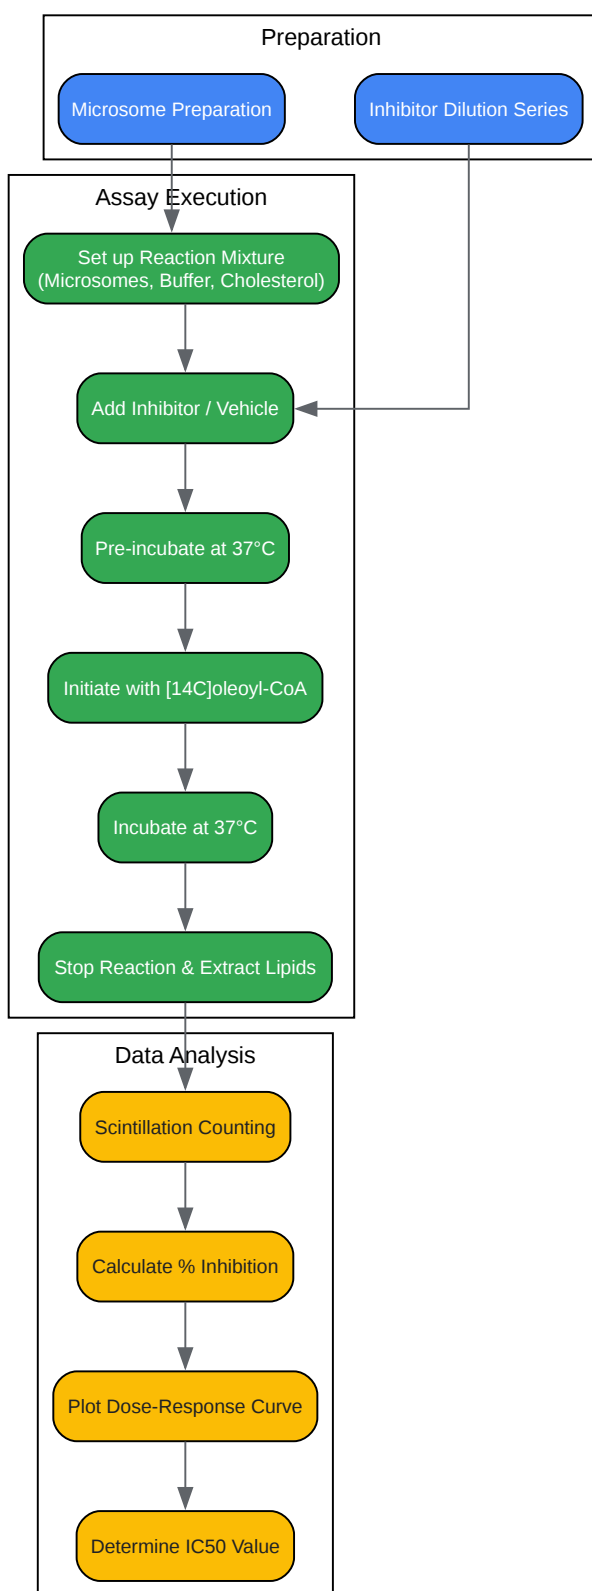 Preparation
Microsome Preparation
Inhibitor Dilution Series
Assay Execution
Set up Reaction Mixture
(Microsomes, Buffer, Cholesterol)
Add Inhibitor / Vehicle
Pre-incubate at 37°C
Initiate with [14C]oleoyl-CoA
Incubate at 37°C
Stop Reaction & Extract Lipids
Data Analysis
Scintillation Counting
Calculate % Inhibition
Plot Dose-Response Curve
Determine IC50 Value